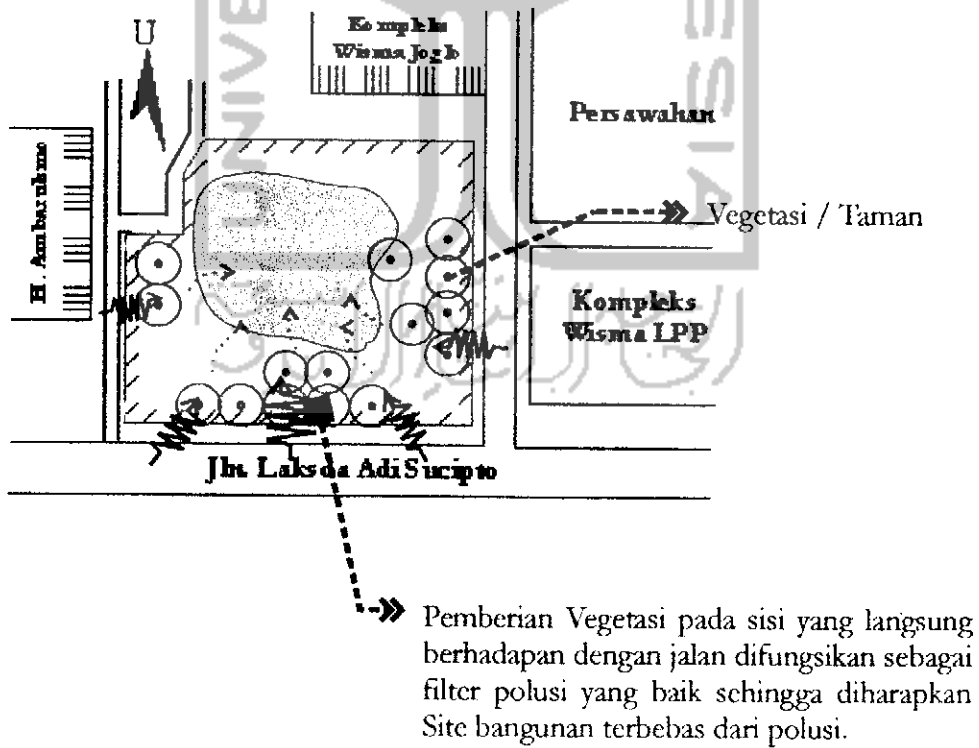 U
Kompleks
Wisma Jogb
Persawahan
H. Ambarukmo
Vegetasi / Taman
Kompleks
Wisma LPP
Jln. Laksda Adi Sucipto
Pemberian Vegetasi pada sisi yang langsung
berhadapan dengan jalan difungsikan sebagai
filter polusi yang baik sehingga diharapkan
Site bangunan terbebas dari polusi.